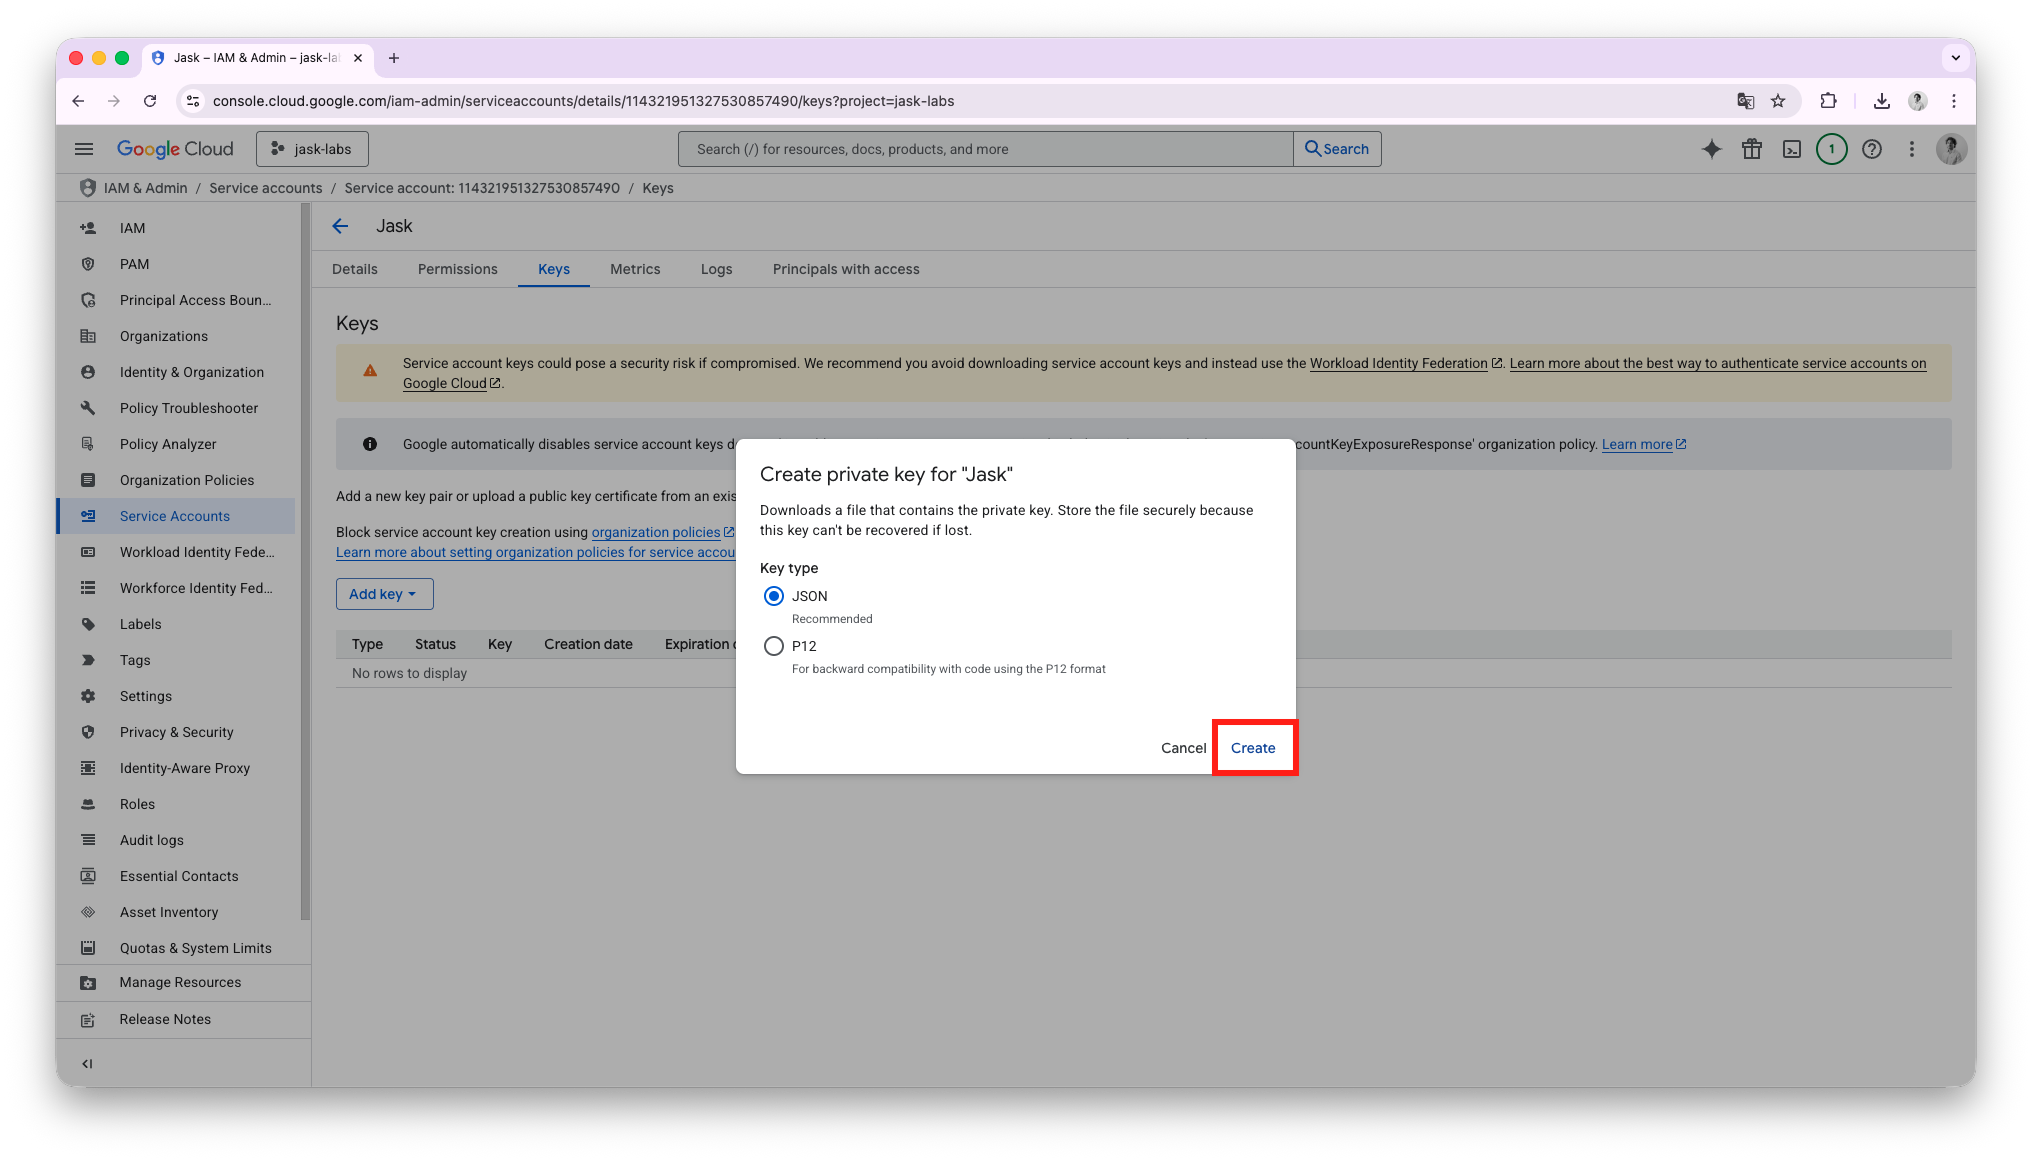 Jask – IAM & Admin – jask-la
console.cloud.google.com/iam-admin/serviceaccounts/details/114321951327530857490/keys?project=jask-labs
Google Cloud
jask-labs
Search (/) for resources, docs, products, and more
Search
1
IAM & Admin / Service accounts / Service account: 114321951327530857490 / Keys
IAM
PAM
Principal Access Boun...
Organizations
Identity & Organization
Policy Troubleshooter
Policy Analyzer
Organization Policies
Service Accounts
Workload Identity Fede...
Workforce Identity Fed...
Labels
Tags
Settings
Privacy & Security
Identity-Aware Proxy
Roles
Audit logs
Essential Contacts
Asset Inventory
Quotas & System Limits
Manage Resources
Release Notes
Jask
Details Permissions Keys Metrics Logs Principals with access
Keys
Service account keys could pose a security risk if compromised. We recommend you avoid downloading service account keys and instead use the Workload Identity Federation. Learn more about the best way to authenticate service accounts on
Google Cloud.
Google automatically disables service account keys countKeyExposureResponse' organization policy. Learn more
Add a new key pair or upload a public key certificate from an exis
Block service account key creation using organization policies
Learn more about setting organization policies for service accou
Add key
Type Status Key Creation date Expiration
No rows to display
Create private key for "Jask"
Downloads a file that contains the private key. Store the file securely because
this key can't be recovered if lost.
Key type
JSON
Recommended
P12
For backward compatibility with code using the P12 format
Cancel Create